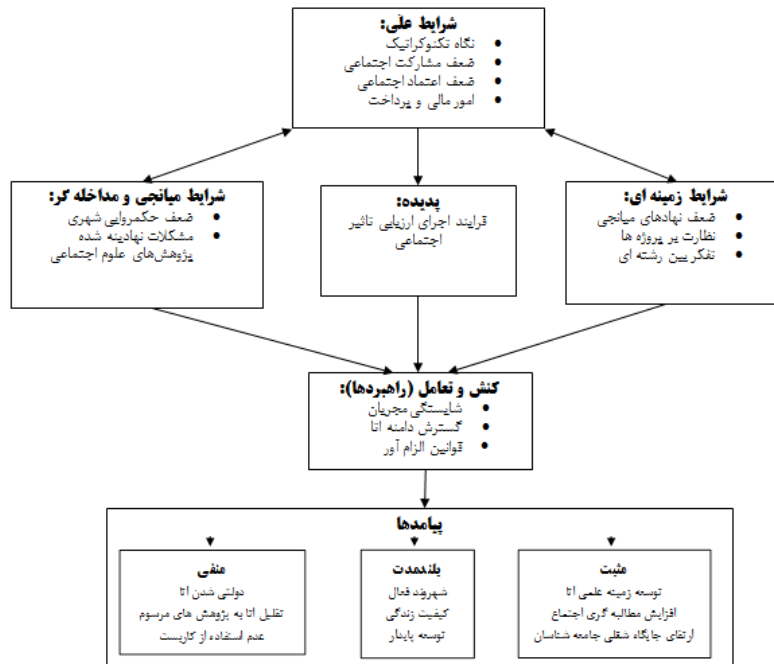 شرایط علّی:
• نگاه تکنوکراتیک
• ضعف مشارکت اجتماعی
• ضعف اعتماد اجتماعی
• امور مالی و پرداخت
شرایط زمینه ای:
• ضعف نهادهای میانجی
• نظارت بر پروژه ها
• تفکر بین رشته ای
پدیده:
فرایند اجرای ارزیابی تاثیر
اجتماعی
شرایط میانجی و مداخله گر:
• ضعف حکمروایی شهری
• مشکلات نهادینه شده
پژوهش‌های علوم اجتماعی
کنش و تعامل (راهبردها):
• شایستگی مجریان
• گسترش دامنه اتا
• قوانین الزام آور
پیامدها
مثبت
توسعه زمینه علمی اتا
افزایش مطالبه گری اجتماع
ارتقای جایگاه شغلی جامعه شناسان
بلندمدت
شهروند فعال
کیفیت زندگی
توسعه پایدار
منفی
دولتی شدن اتا
تقلیل اتا به پژوهش های مرسوم
عدم استفاده از کاربست